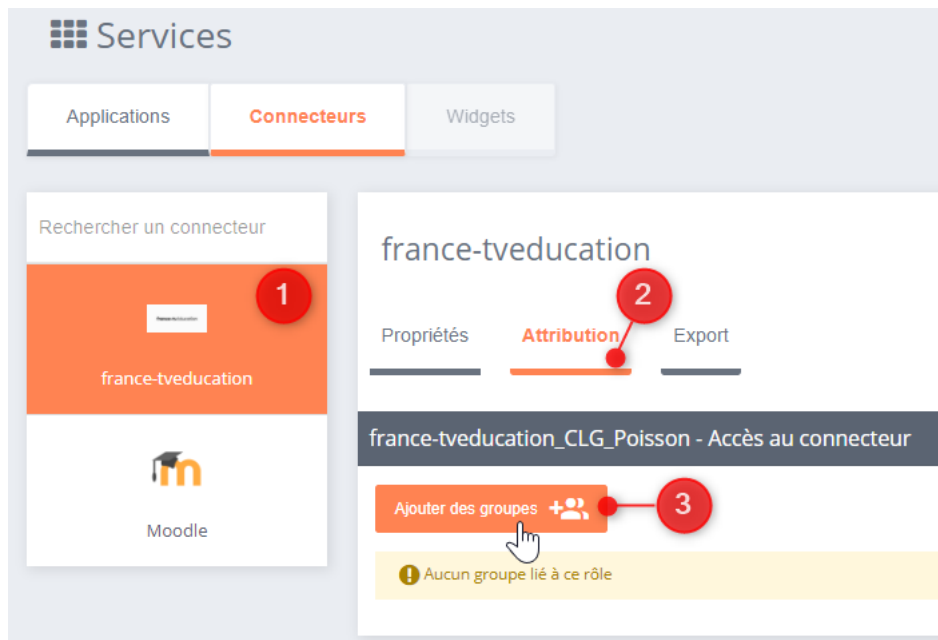 Services
Applications
Connecteurs
Widgets
Rechercher un connecteur
1
france-tveducation
Moodle
france-tveducation
2
Propriétés
Attribution
Export
france-tveducation_CLG_Poisson - Accès au connecteur
Ajouter des groupes
3
Aucun groupe lié à ce rôle